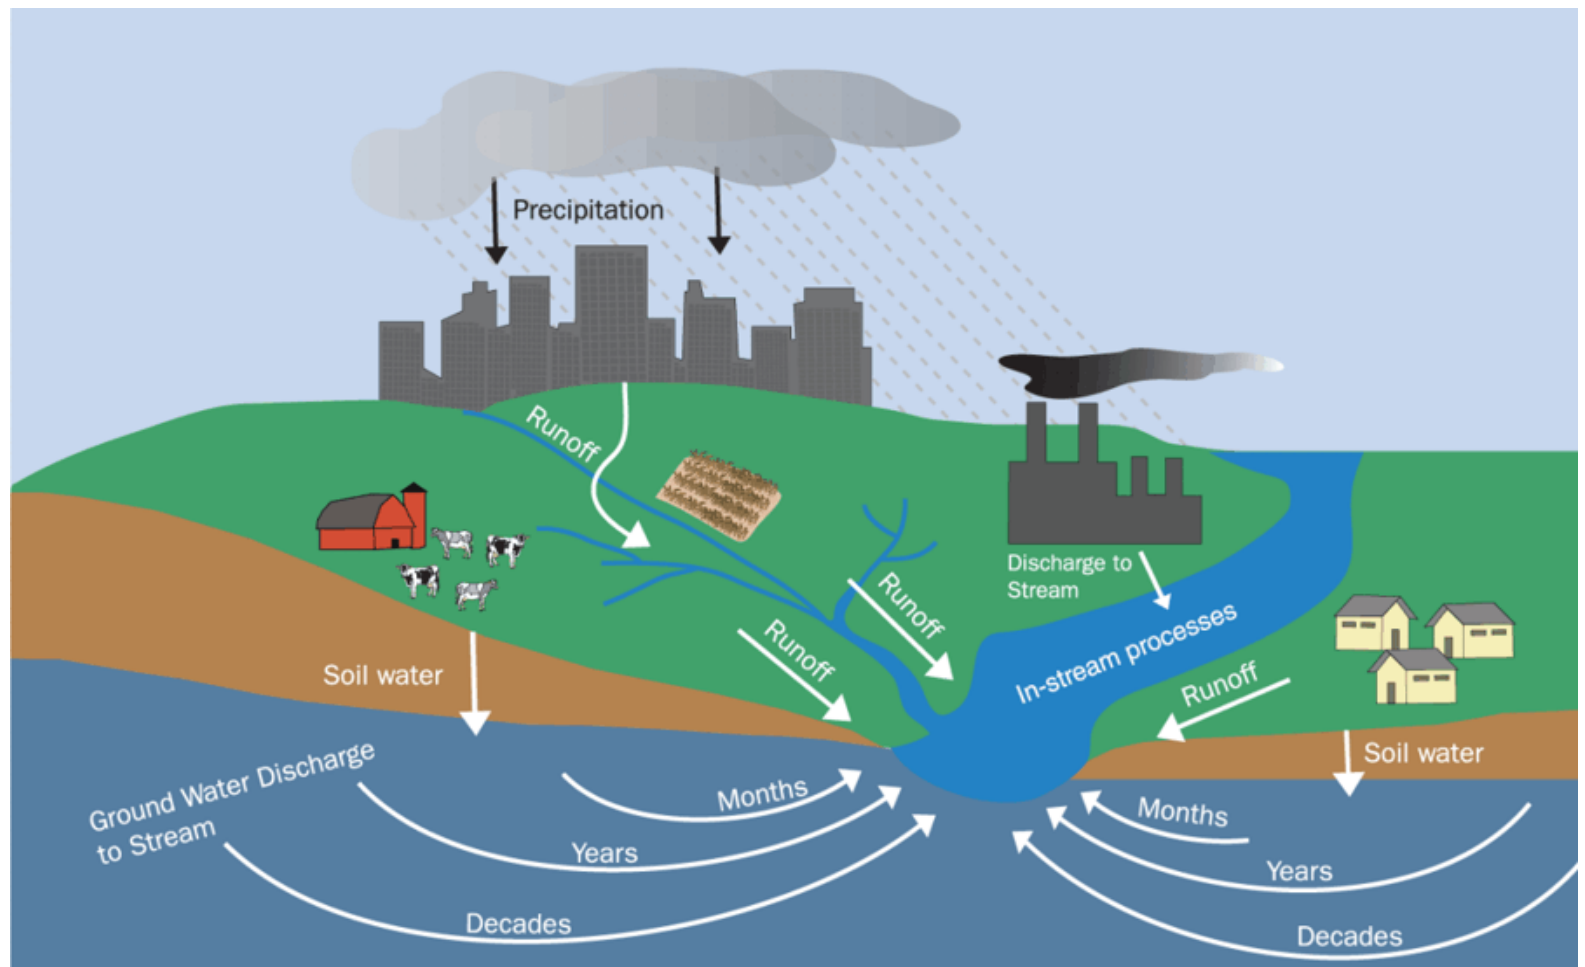 Precipitation
Runoff
Discharge to
Stream
Runoff
Runoff
In-stream processes
Runoff
Soil water
Soil water
Ground Water Discharge
to Stream
Months
Years
Decades
Months
Years
Decades